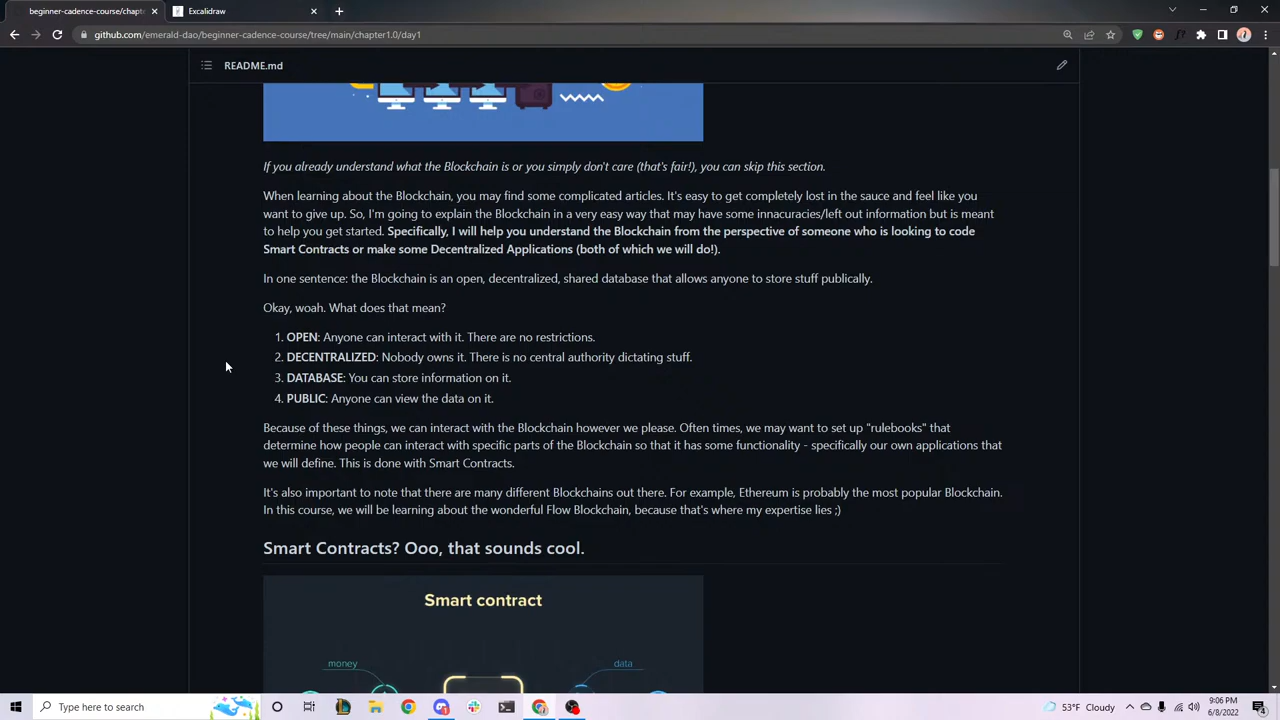 beginner-cadence-course/chapt
Excalidraw
github.com/emerald-dao/beginner-cadence-course/tree/main/chapter1.0/day1
README.md
If you already understand what the Blockchain is or you simply don't care (that's fair!), you can skip this section.
When learning about the Blockchain, you may find some complicated articles. It's easy to get completely lost in the sauce and feel like you
want to give up. So, I'm going to explain the Blockchain in a very easy way that may have some innacuracies/left out information but is meant
to help you get started. Specifically, I will help you understand the Blockchain from the perspective of someone who is looking to code
Smart Contracts or make some Decentralized Applications (both of which we will do!).
In one sentence: the Blockchain is an open, decentralized, shared database that allows anyone to store stuff publically.
Okay, woah. What does that mean?
1. OPEN: Anyone can interact with it. There are no restrictions.
2. DECENTRALIZED: Nobody owns it. There is no central authority dictating stuff.
3. DATABASE: You can store information on it.
4. PUBLIC: Anyone can view the data on it.
Because of these things, we can interact with the Blockchain however we please. Often times, we may want to set up "rulebooks" that
determine how people can interact with specific parts of the Blockchain so that it has some functionality - specifically our own applications that
we will define. This is done with Smart Contracts.
It's also important to note that there are many different Blockchains out there. For example, Ethereum is probably the most popular Blockchain.
In this course, we will be learning about the wonderful Flow Blockchain, because that's where my expertise lies ;)
Smart Contracts? Ooo, that sounds cool.
Smart contract
money
data
Type here to search
53°F Cloudy
9:06 PM
6/8/2022
4